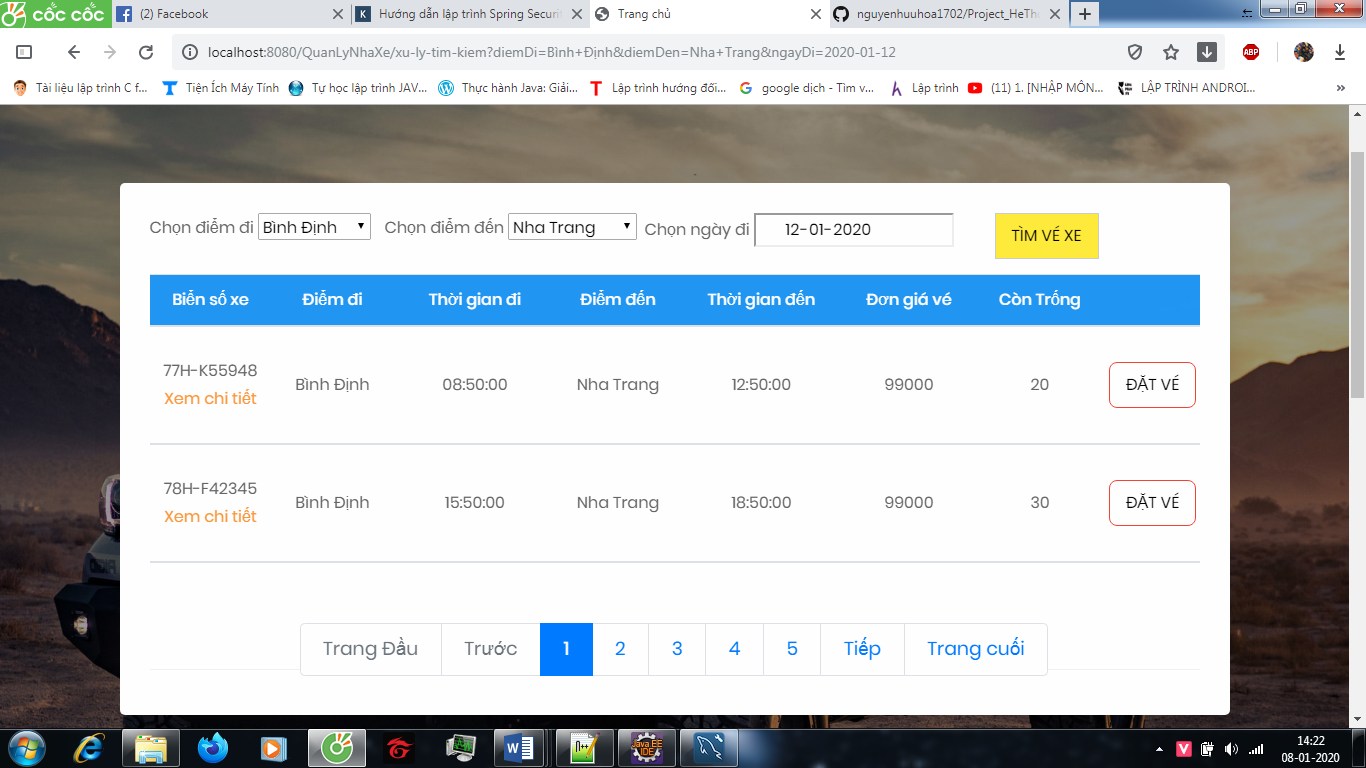 cốc cốc
(2) Facebook
Hướng dẫn lập trình Spring Securit
Trang chủ
nguyenhuuhoa1702/Project_HeTh
localhost:8080/QuanLyNhaXe/xu-ly-tim-kiem?diemDi=Bình+Định&diemDen=Nha+Trang&ngayDi=2020-01-12
ABP
Tài liệu lập trình C f...
Tiện Ích Máy Tính
Tự học lập trình JAV...
Thực hành Java: Giải...
Lập trình hướng đối...
google dịch - Tìm v...
Lập trình
(11) 1. [NHẬP MÔN...
LẬP TRÌNH ANDROI...
Chọn điểm đi Bình Định Chọn điểm đến Nha Trang Chọn ngày đi 12-01-2020 TÌM VÉ XE
Biển số xe Điểm đi Thời gian đi Điểm đến Thời gian đến Đơn giá vé Còn Trống
77H-K55948
Xem chi tiết
Bình Định 08:50:00 Nha Trang 12:50:00 99000 20 ĐẶT VÉ
78H-F42345
Xem chi tiết
Bình Định 15:50:00 Nha Trang 18:50:00 99000 30 ĐẶT VÉ
Trang Đầu Trước 1 2 3 4 5 Tiếp Trang cuối
Java EE
IDE
V
14:22
08-01-2020